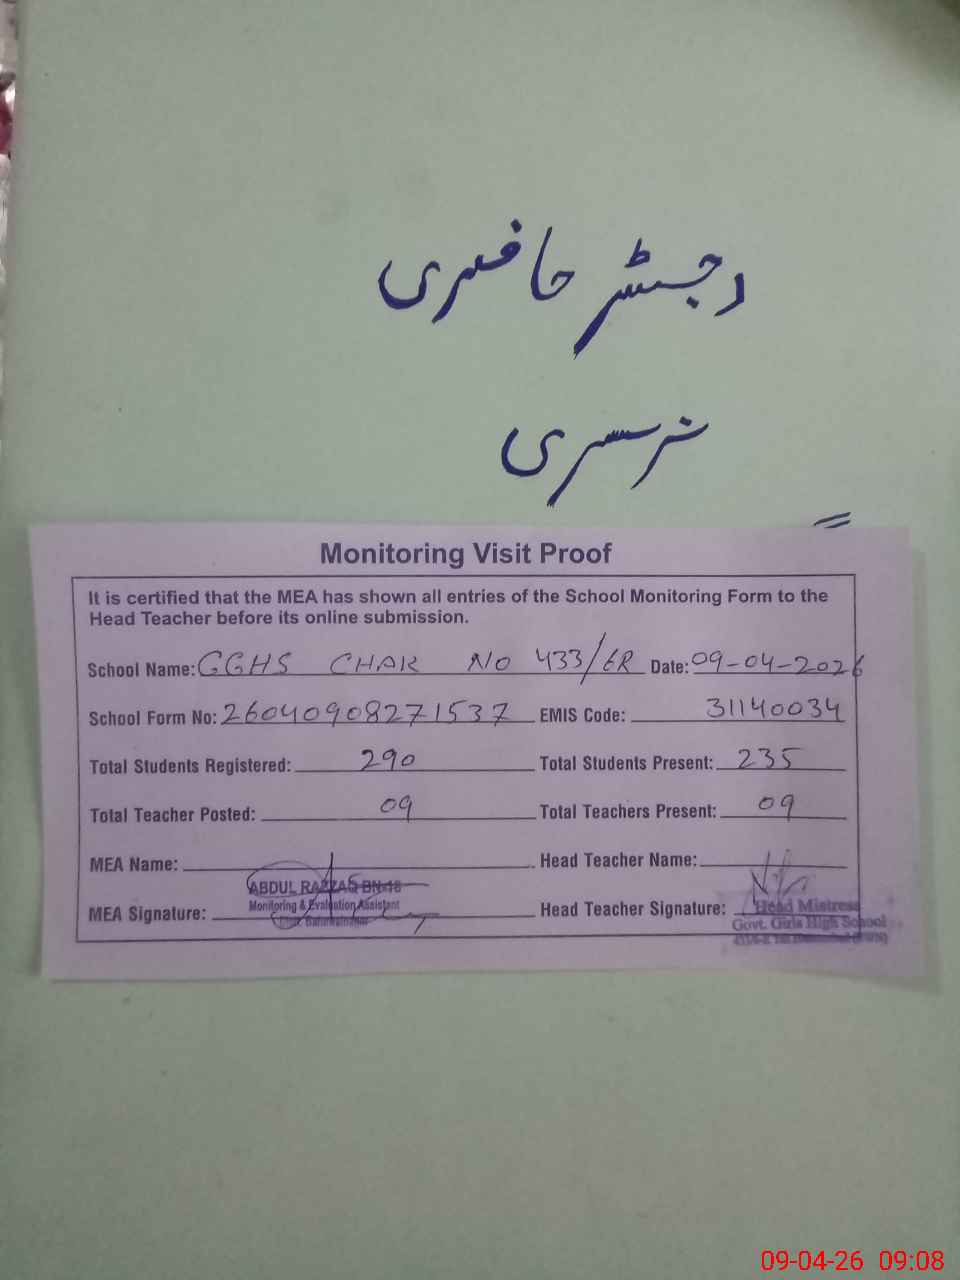 رجسٹر حاضری
نرسری
Monitoring Visit Proof
It is certified that the MEA has shown all entries of the School Monitoring Form to the
Head Teacher before its online submission.
School Name: GGHS CHAK NO 433/6R Date: 09-04-2026
School Form No: 26040908271537 EMIS Code: 31140034
Total Students Registered: 290 Total Students Present: 235
Total Teacher Posted: 09 Total Teachers Present: 09
MEA Name: Head Teacher Name:
ABDUL RAZZAQ BN-18
Monitoring & Evaluation Assistant
MEA Signature: Head Teacher Signature:
Distt. Bahawalnagar
Head Mistress
Govt. Girls High School
09-04-26 09:08